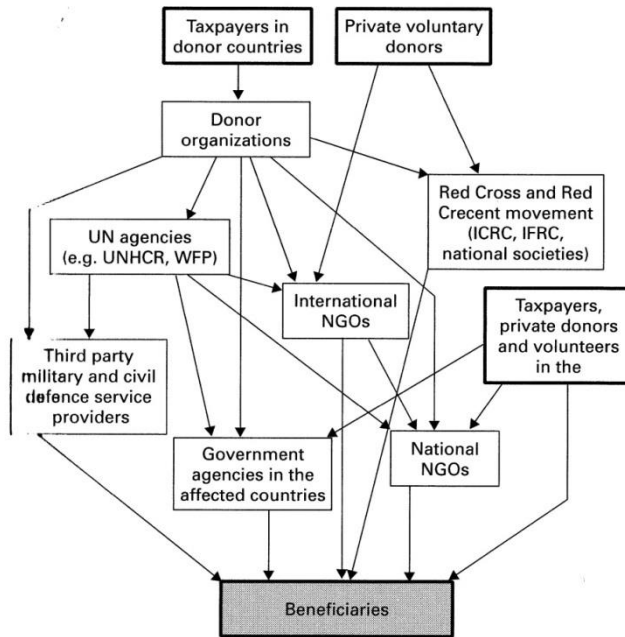 Taxpayers in
donor countries
Private voluntary
donors
Donor
organizations
Red Cross and Red
Crecent movement
(ICRC, IFRC,
national societies)
UN agencies
(e.g. UNHCR, WFP)
International
NGOs
Taxpayers,
private donors
and volunteers
in the
Third party
military and civil
defence service
providers
Government
agencies in the
affected countries
National
NGOs
Beneficiaries